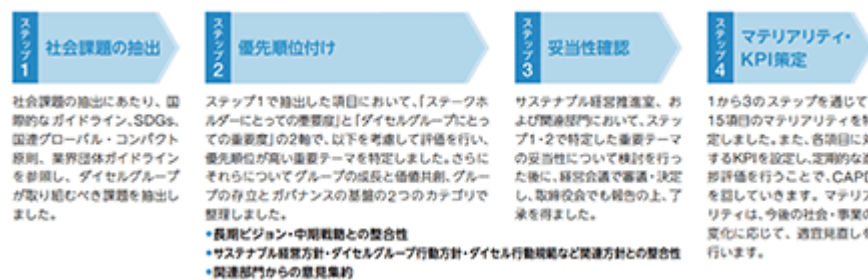 ステップ1 社会課題の抽出
社会課題の抽出にあたり、国
際的なガイドライン、SDGs、
国連グローバル・コンパクト
原則、業界団体ガイドライン
を参照し、ダイセルグループ
が取り組むべき課題を抽出し
ました。
ステップ2 優先順位付け
ステップ1で抽出した項目において、「ステークホ
ルダーにとっての重要度」と「ダイセルグループにとっ
ての重要度」の2軸で、以下を考慮して評価を行い、
優先順位が高い重要テーマを特定しました。さらに
それらについてグループの成長と価値共創、グルー
プの存立とガバナンスの基盤の2つのカテゴリで
整理しました。
•長期ビジョン・中期戦略との整合性
•サステナブル経営方針・ダイセルグループ行動方針・ダイセル行動規範など関連方針との整合性
•関連部門からの意見集約
ステップ3 妥当性確認
サステナブル経営推進室、お
よび関連部門において、ステッ
プ1・2で特定した重要テーマ
の妥当性について検討を行っ
た後に、経営会議で審議・決定
し、取締役会でも報告の上、了
承を得ました。
ステップ4 マテリアリティ・
KPI策定
1から3のステップを通じて
15項目のマテリアリティを特
定しました。また、各項目に対
するKPIを設定し、定期的な進
捗評価を行うことで、CAPD
を回していきます。マテリア
リティは、今後の社会・事業の
変化に応じて、適宜見直しを
行います。